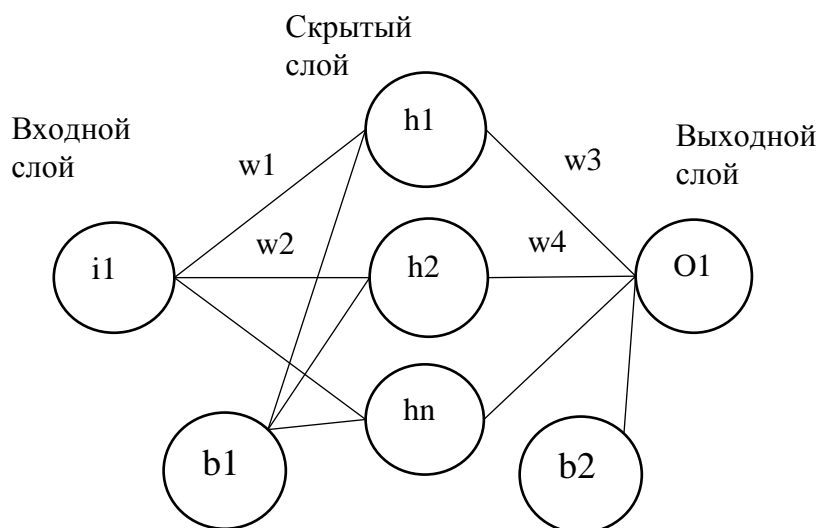 Скрытый
слой
Входной
слой
Выходной
слой
h1
w1
w3
w2
w4
i1
h2
O1
hn
b1
b2